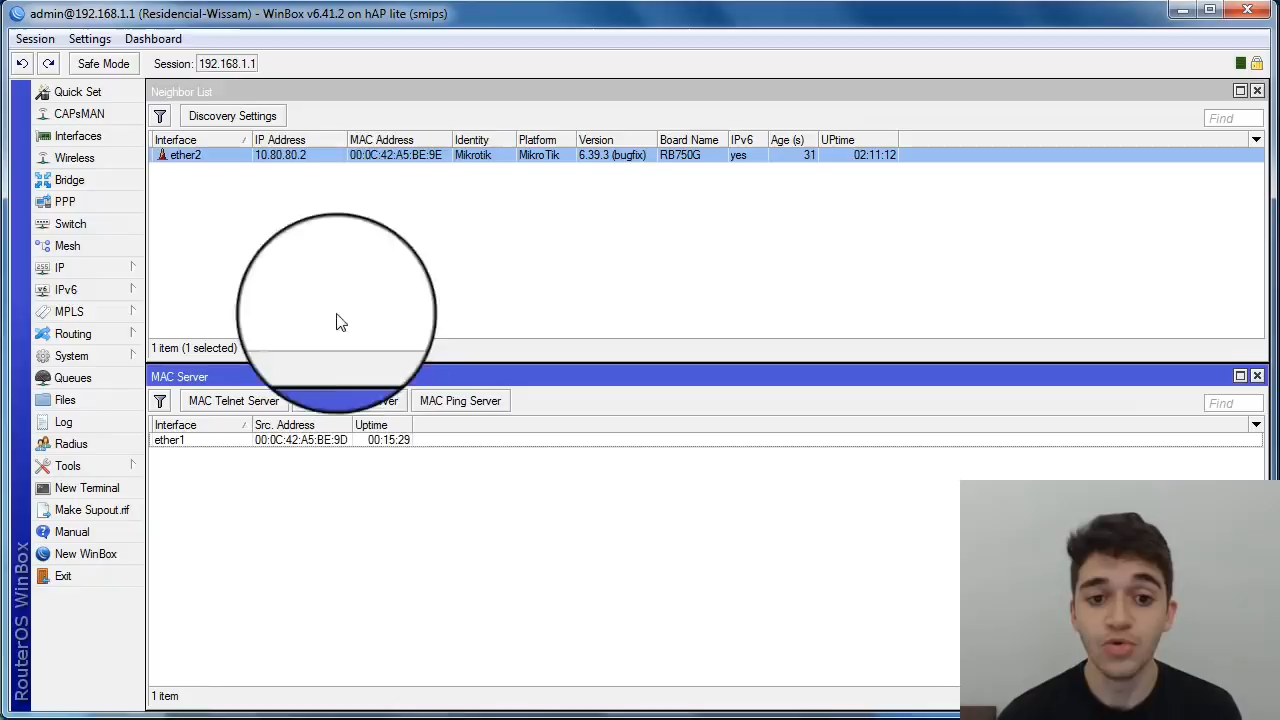 admin@192.168.1.1 (Residencial-Wissam) - WinBox v6.41.2 on hAP lite (smips)
Session Settings Dashboard
Safe Mode Session: 192.168.1.1
Quick Set
CAPsMAN
Interfaces
Wireless
Bridge
PPP
Switch
Mesh
IP
IPv6
MPLS
Routing
System
Queues
Files
Log
Radius
Tools
New Terminal
Make Supout.rif
Manual
New WinBox
Exit
RouterOS WinBox
Neighbor List
Discovery Settings Find
Interface IP Address MAC Address Identity Platform Version Board Name IPv6 Age (s) UPtime
ether2 10.80.80.2 00:0C:42:A5:BE:9E Mikrotik MikroTik 6.39.3 (bugfix) RB750G yes 31 02:11:12
1 item (1 selected)
MAC Server
MAC Telnet Server MAC Ping Server Find
Interface Src. Address Uptime
ether1 00:0C:42:A5:BE:9D 00:15:29
1 item